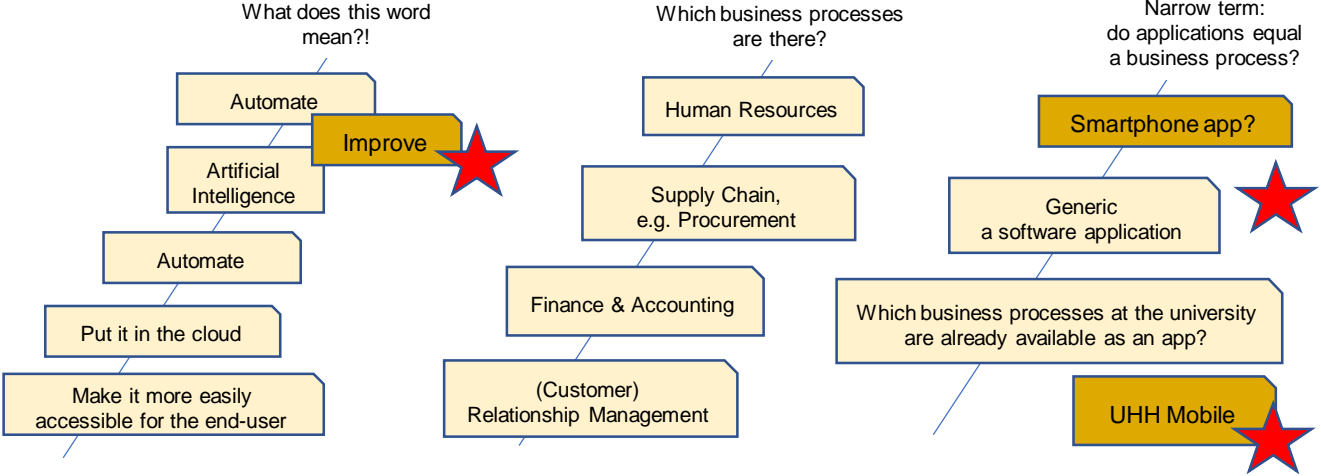 What does this word
mean?!
Automate
Improve
Artificial
Intelligence
Automate
Put it in the cloud
Make it more easily
accessible for the end-user
Which business processes
are there?
Human Resources
Supply Chain,
e.g. Procurement
Finance & Accounting
(Customer)
Relationship Management
Narrow term:
do applications equal
a business process?
Smartphone app?
Generic
a software application
Which business processes at the university
are already available as an app?
UHH Mobile